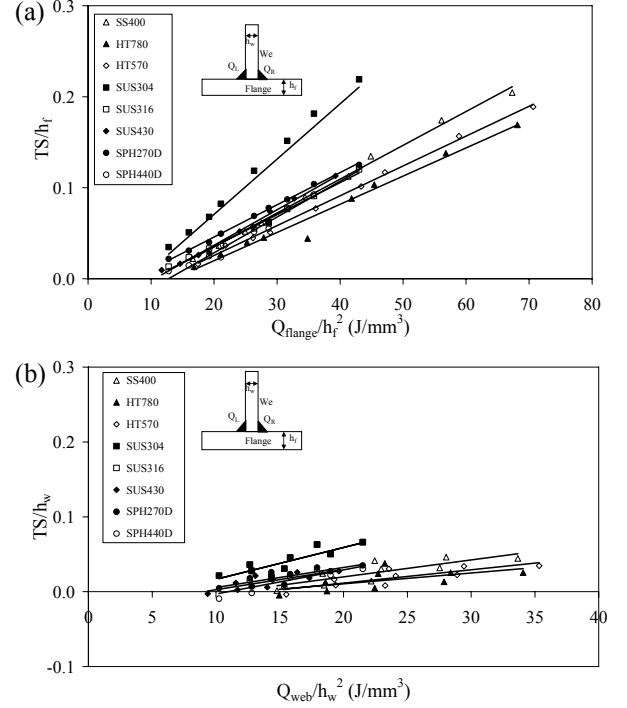 (a)
0.3
0.2
0.1
0.0
TS/hf
SS400
HT780
HT570
SUS304
SUS316
SUS430
SPH270D
SPH440D
hw
We
QL
QR
Flange
hf
0 10 20 30 40 50 60 70 80
Qflange/hf2 (J/mm3)
(b)
0.3
0.2
0.1
0.0
-0.1
TS/hw
SS400
HT780
HT570
SUS304
SUS316
SUS430
SPH270D
SPH440D
hw
We
QL
QR
Flange
hf
0 5 10 15 20 25 30 35 40
Qweb/hw2 (J/mm3)